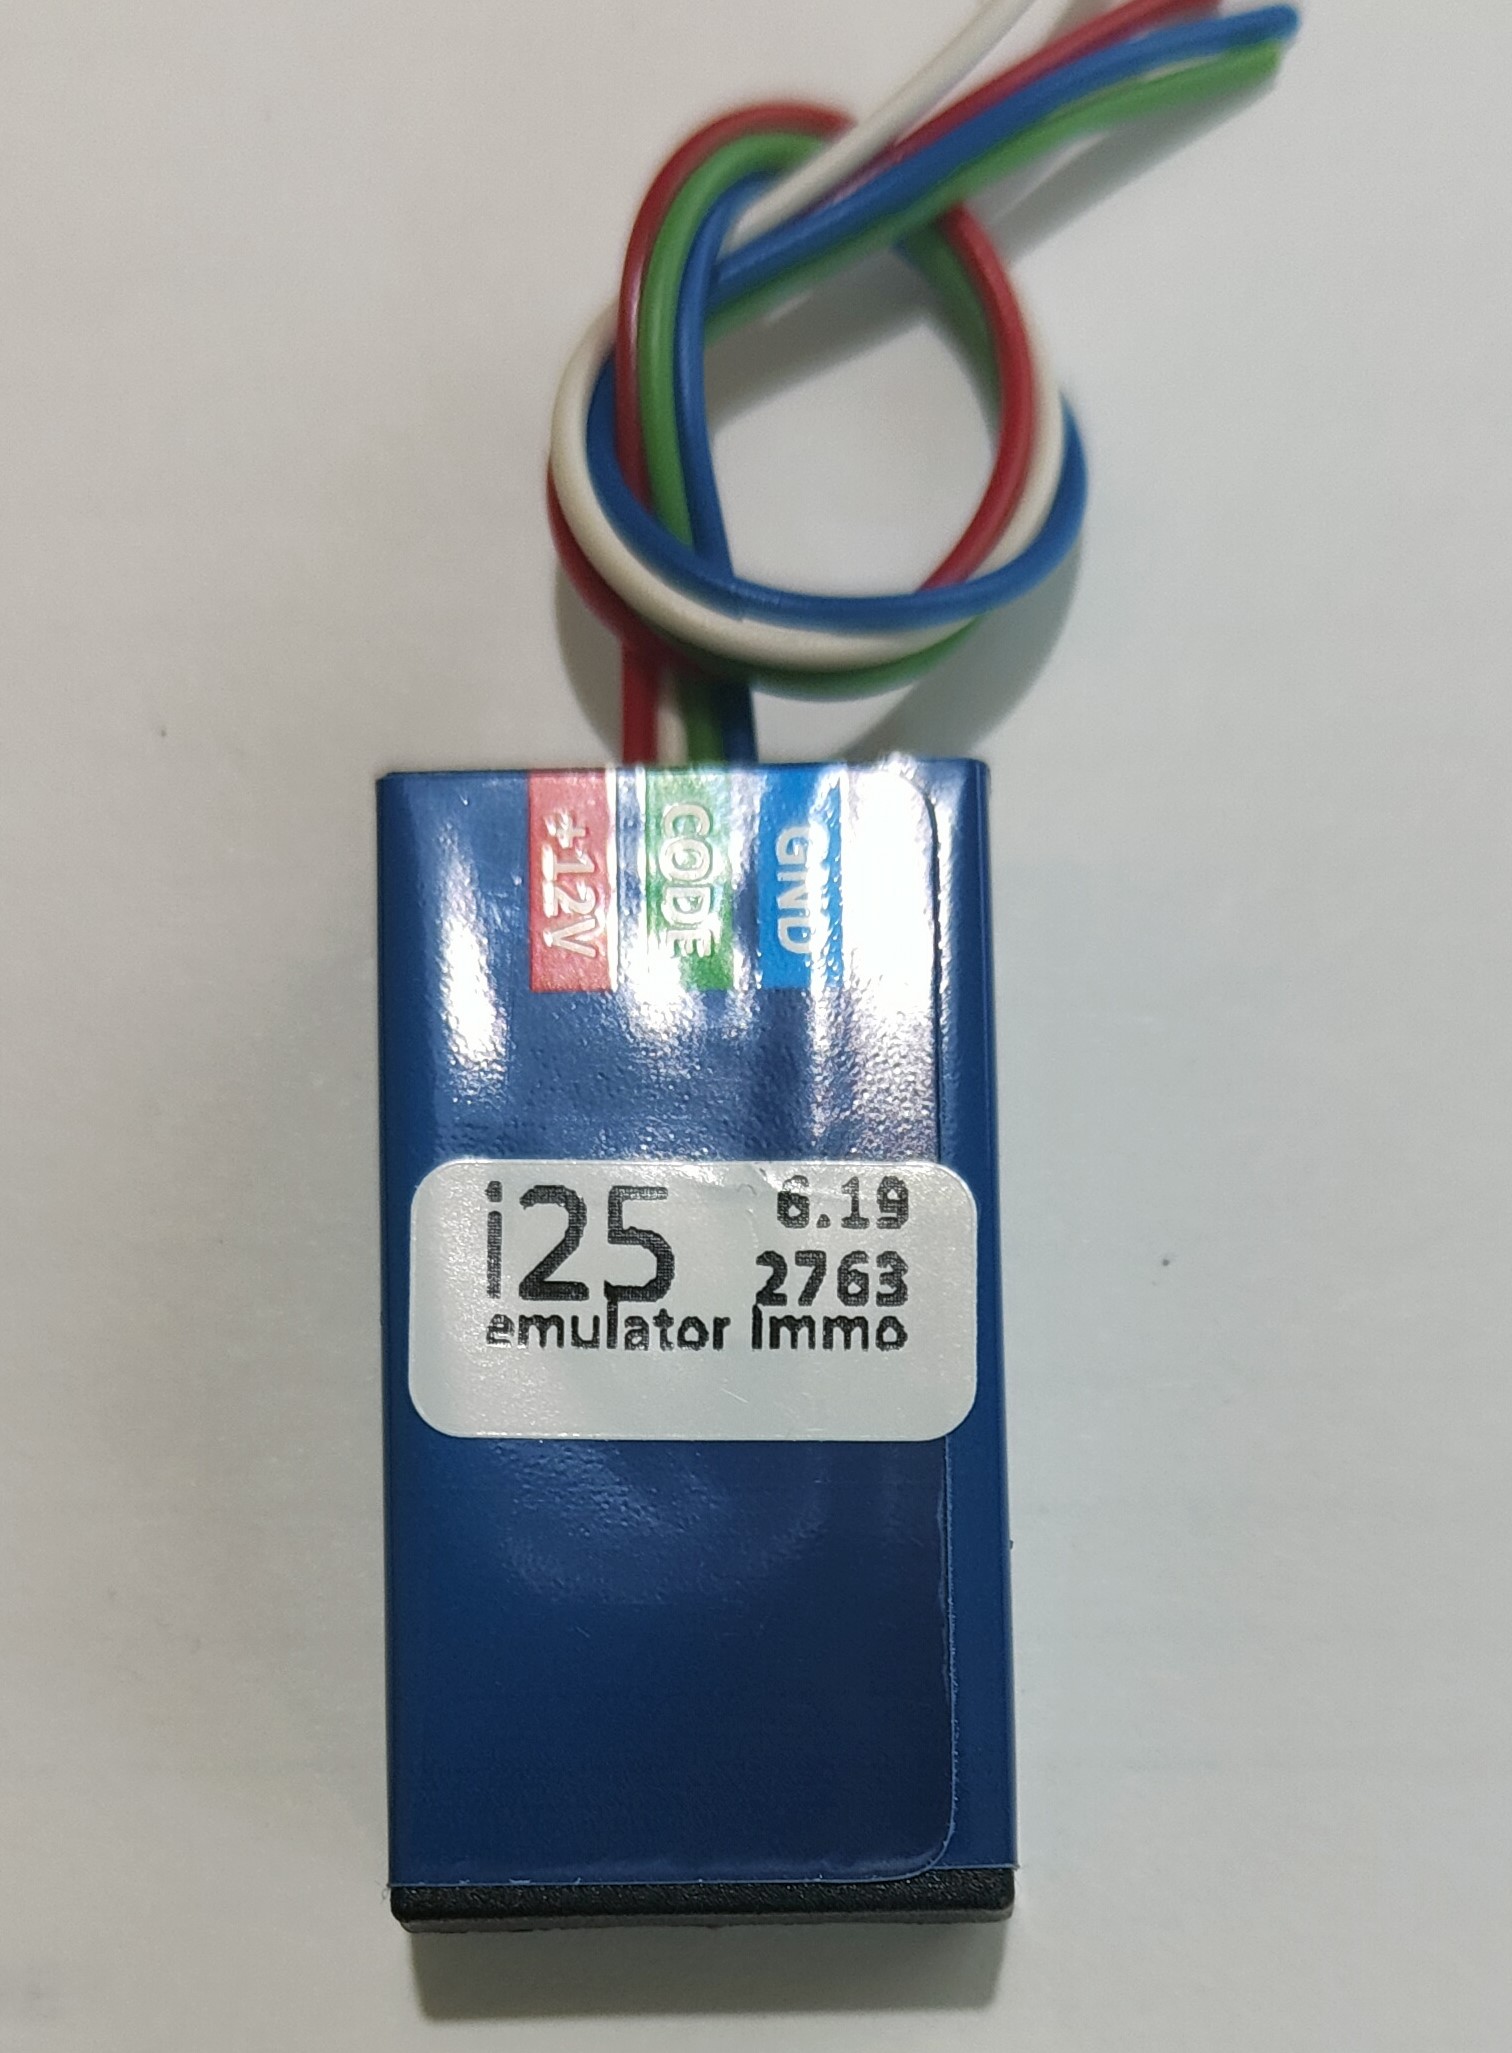 +12V
CODE
GND
i25
6.19
2763
emulator Immo